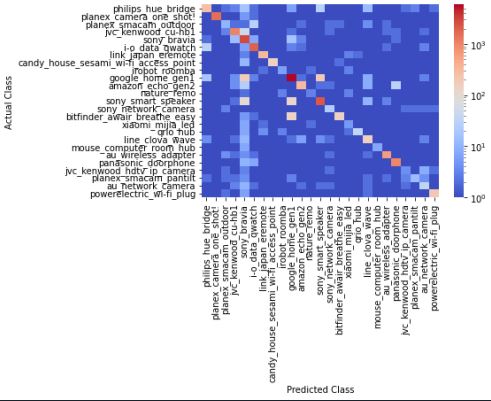 Actual Class
philips_hue_bridge
planex_camera_one_shot!
planex_smacam_outdoor
jvc_kenwood_cu-hb1
sony_bravia
i-o_data_qwatch
link_japan_eremote
candy_house_sesami_wi-fi_access_point
irobot_roomba
google_home_gen1
amazon_echo_gen2
nature_remo
sony_smart_speaker
sony_network_camera
bitfinder_awair_breathe_easy
xiaomi_mijia_led
qrio_hub
line_clova_wave
mouse_computer_room_hub
au_wireless_adapter
panasonic_doorphone
jvc_kenwood_hdtv_ip_camera
planex_smacam_pantilt
au_network_camera
powerelectric_wi-fi_plug
philips_hue_bridge
planex_camera_one_shot!
planex_smacam_outdoor
jvc_kenwood_cu-hb1
sony_bravia
i-o_data_qwatch
link_japan_eremote
candy_house_sesami_wi-fi_access_point
irobot_roomba
google_home_gen1
amazon_echo_gen2
nature_remo
sony_smart_speaker
sony_network_camera
bitfinder_awair_breathe_easy
xiaomi_mijia_led
qrio_hub
line_clova_wave
mouse_computer_room_hub
au_wireless_adapter
panasonic_doorphone
jvc_kenwood_hdtv_ip_camera
planex_smacam_pantilt
au_network_camera
powerelectric_wi-fi_plug
Predicted Class
10³
10²
10¹
10⁰